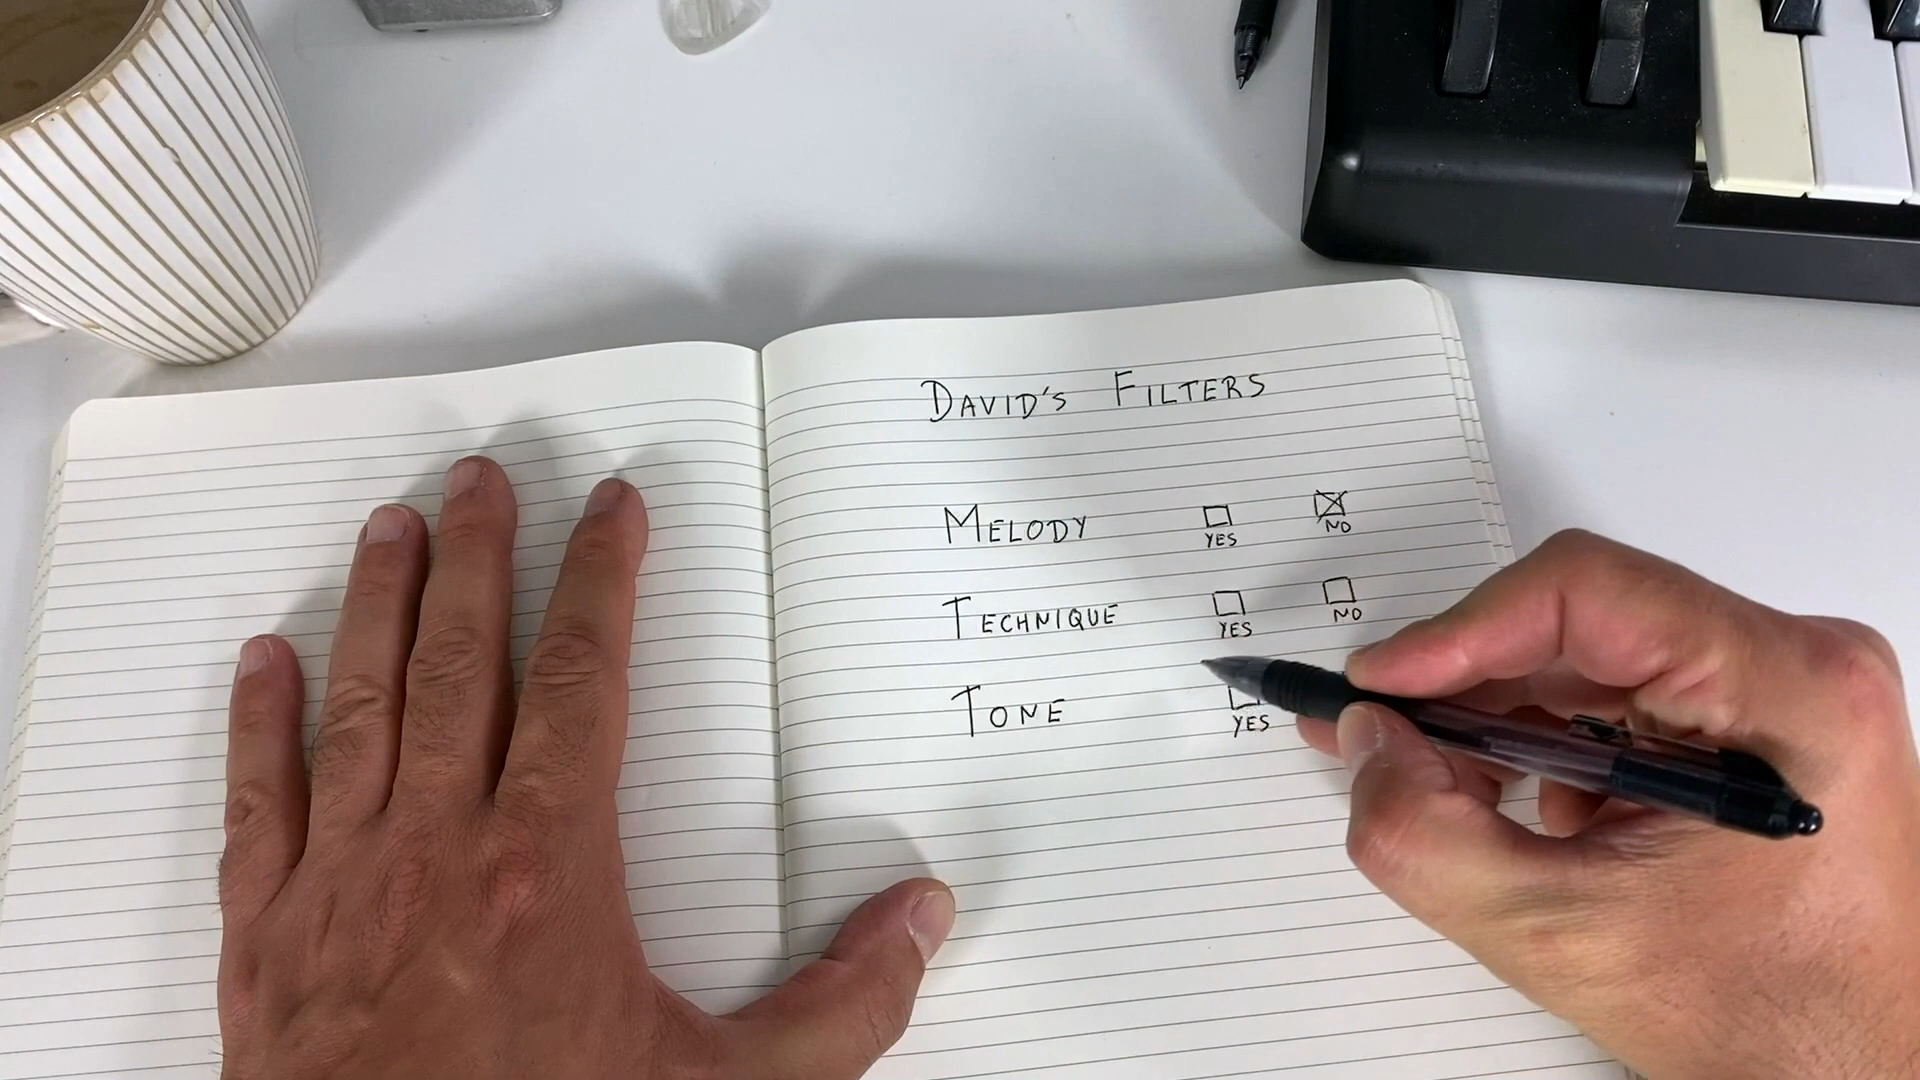 DAVID'S FILTERS
MELODY YES NO
TECHNIQUE YES NO
TONE YES